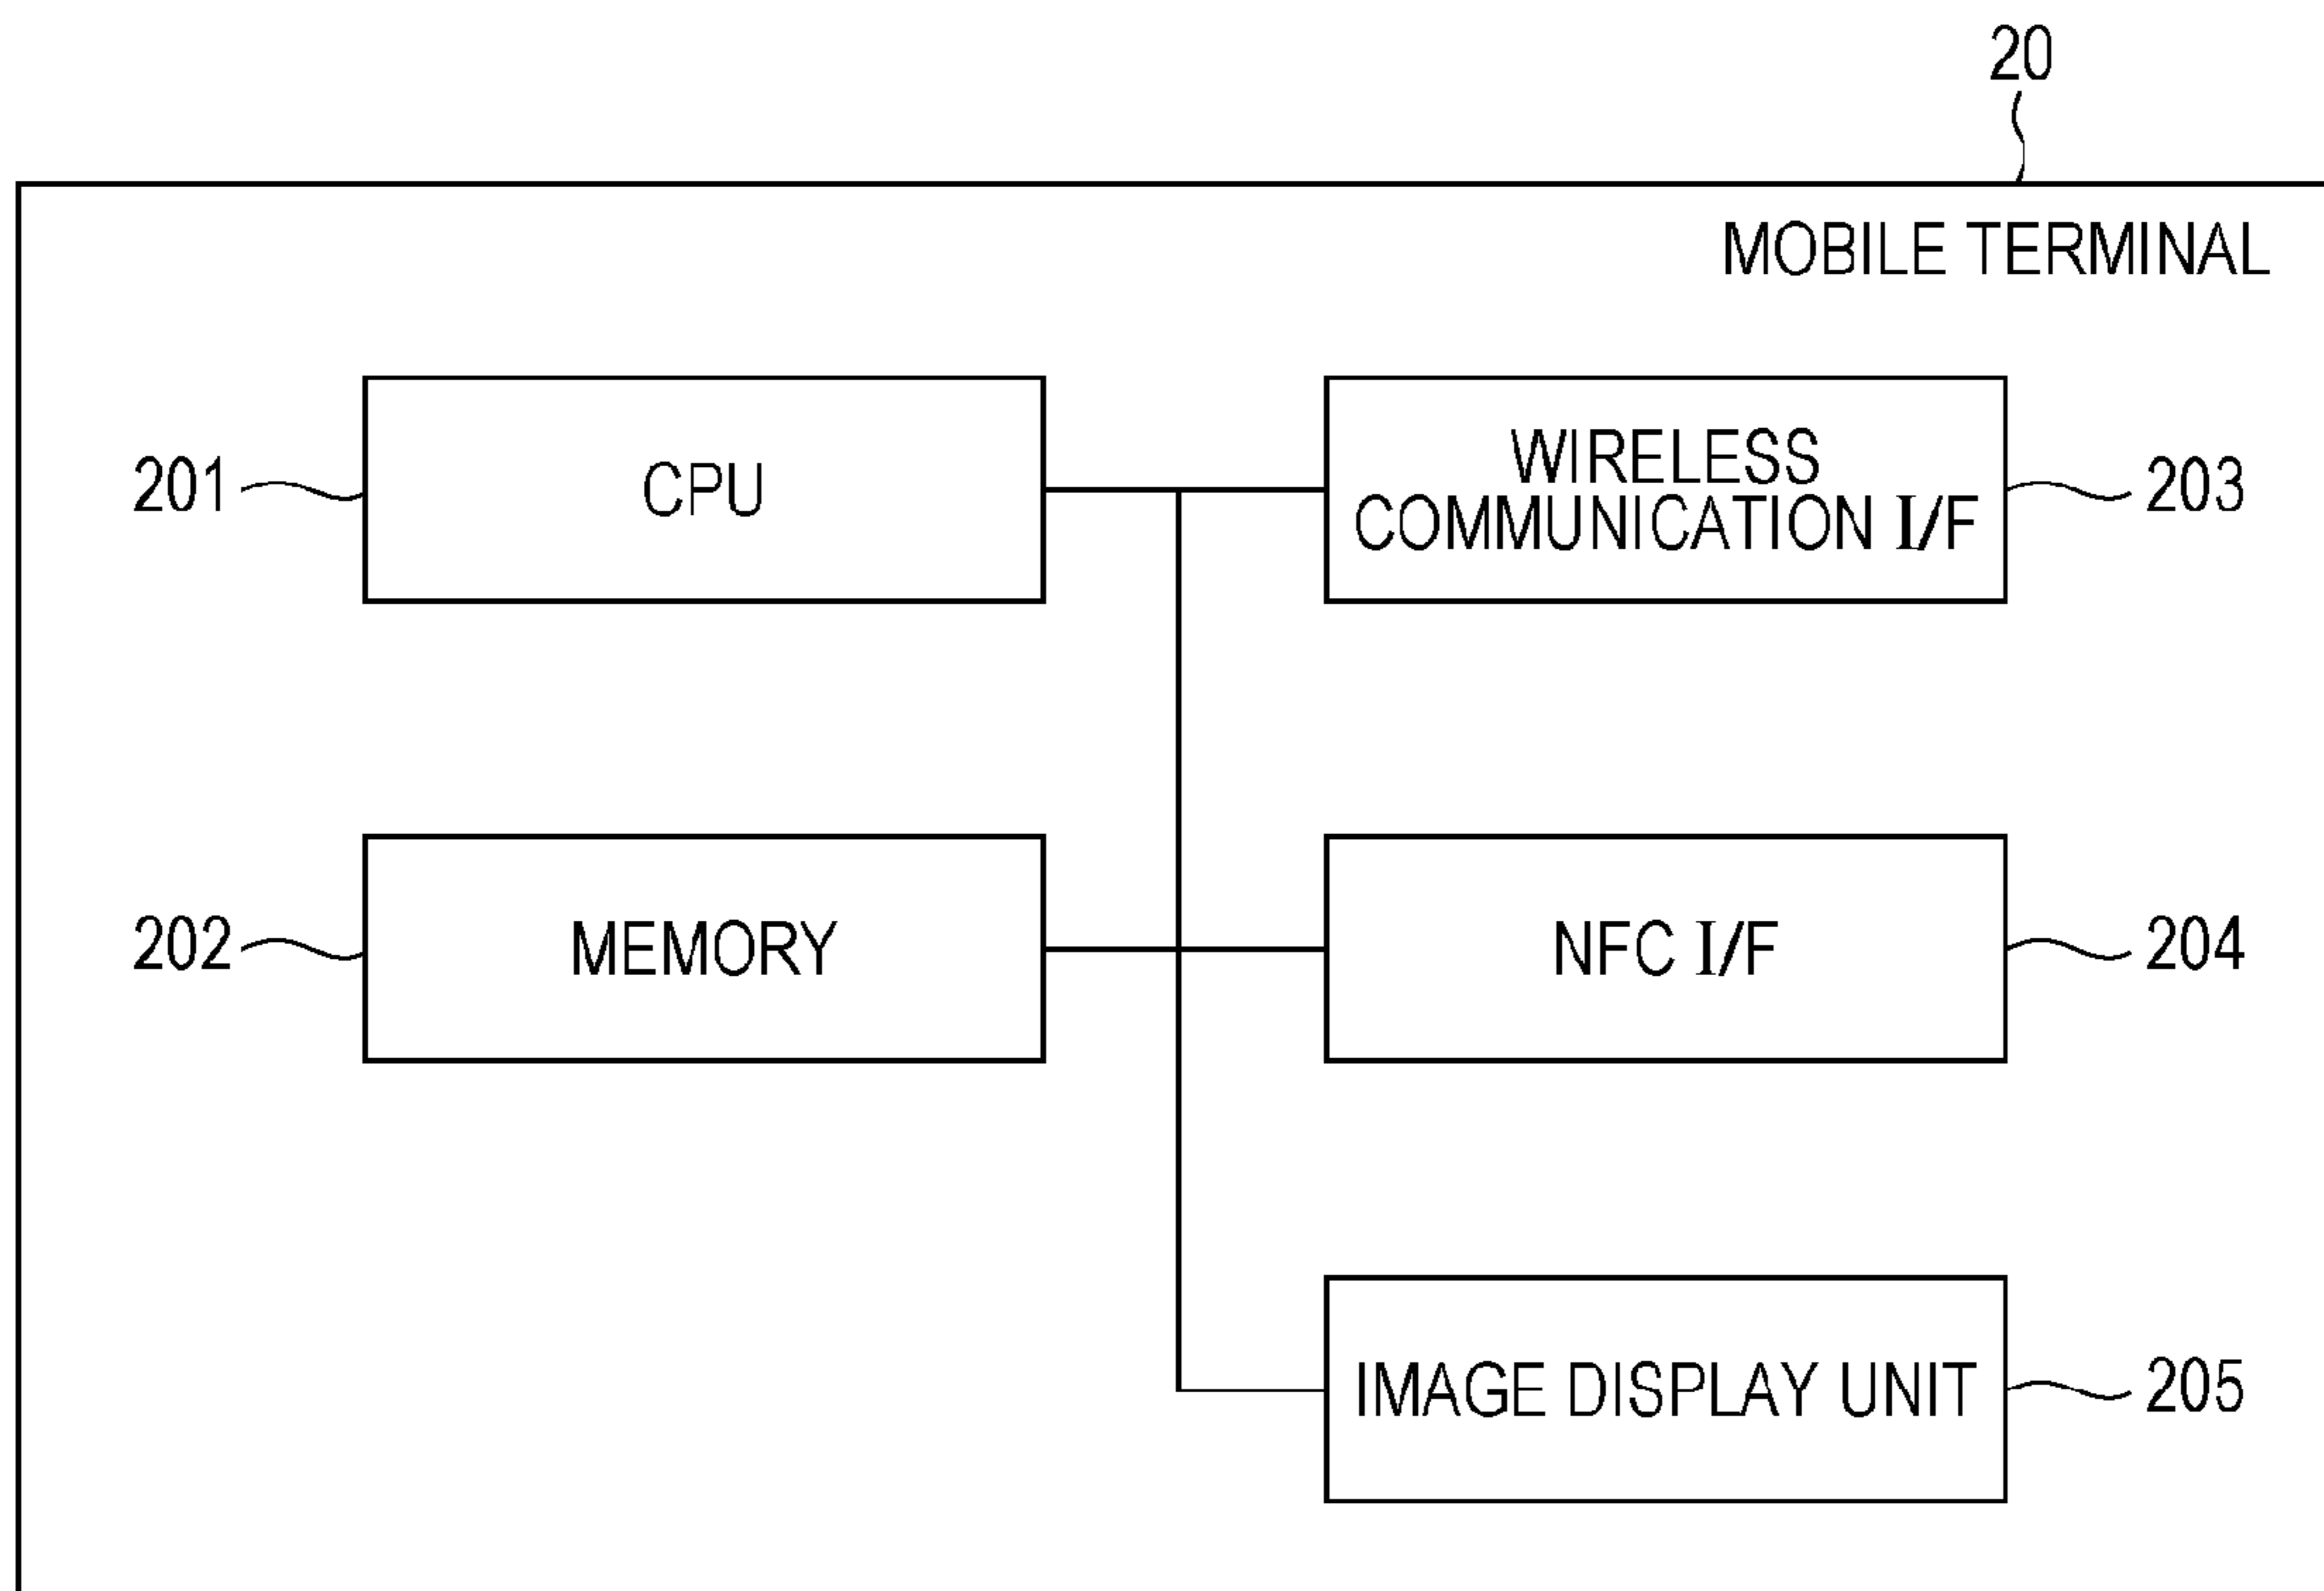 20
MOBILE TERMINAL
201
CPU
WIRELESS
COMMUNICATION I/F
203
202
MEMORY
NFC I/F
204
IMAGE DISPLAY UNIT
205